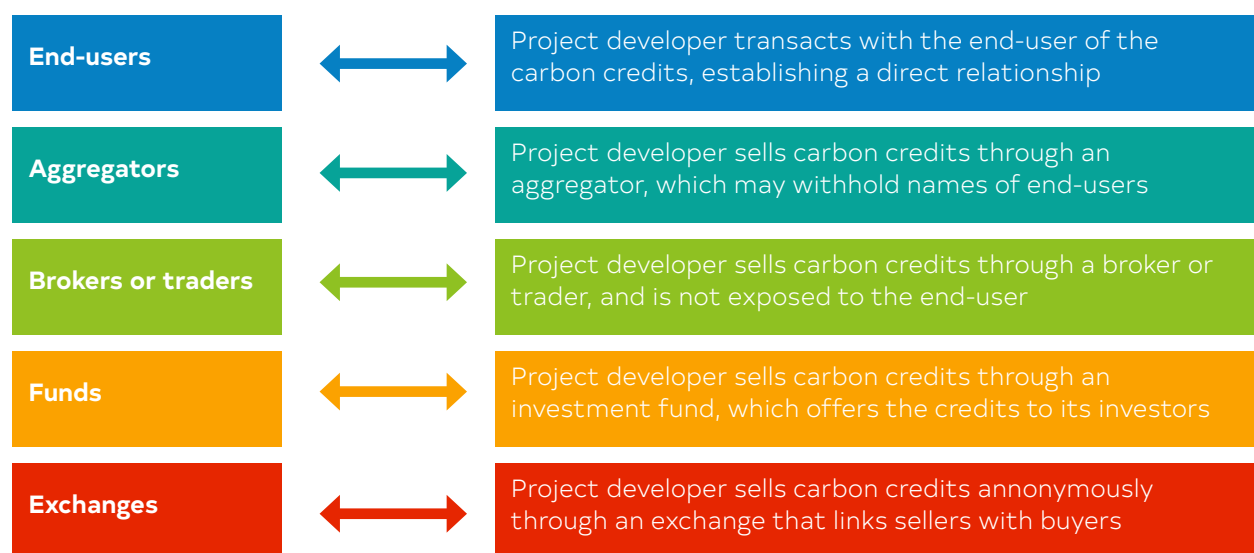 End-users
Project developer transacts with the end-user of the
carbon credits, establishing a direct relationship
Aggregators
Project developer sells carbon credits through an
aggregator, which may withhold names of end-users
Brokers or traders
Project developer sells carbon credits through a broker or
trader, and is not exposed to the end-user
Funds
Project developer sells carbon credits through an
investment fund, which offers the credits to its investors
Exchanges
Project developer sells carbon credits annonymously
through an exchange that links sellers with buyers